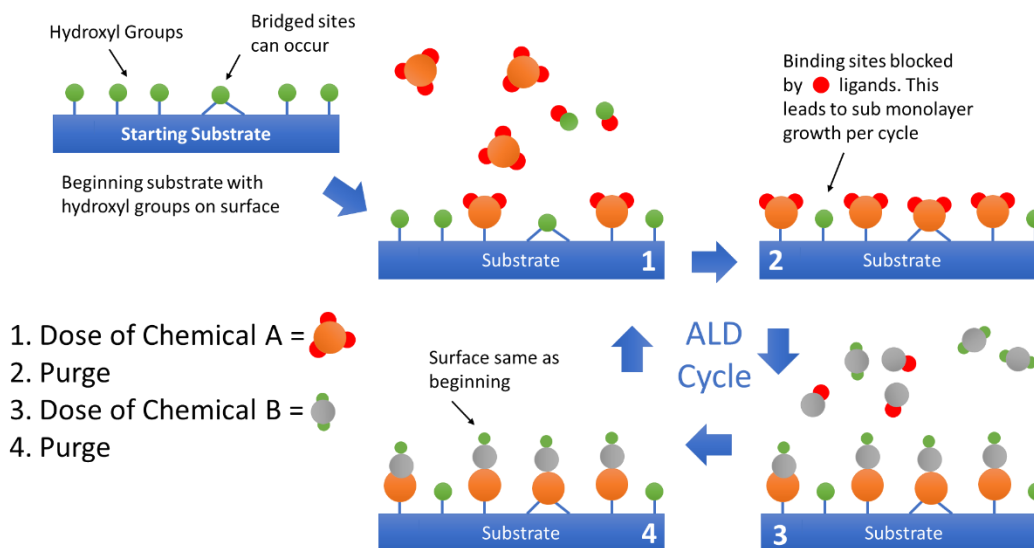 Hydroxyl Groups
Bridged sites
can occur
Starting Substrate
Beginning substrate with
hydroxyl groups on surface
Substrate
1
Binding sites blocked
by ligands. This
leads to sub monolayer
growth per cycle
Substrate
2
1. Dose of Chemical A =
2. Purge
3. Dose of Chemical B =
4. Purge
Surface same as
beginning
ALD
Cycle
Substrate
4
Substrate
3